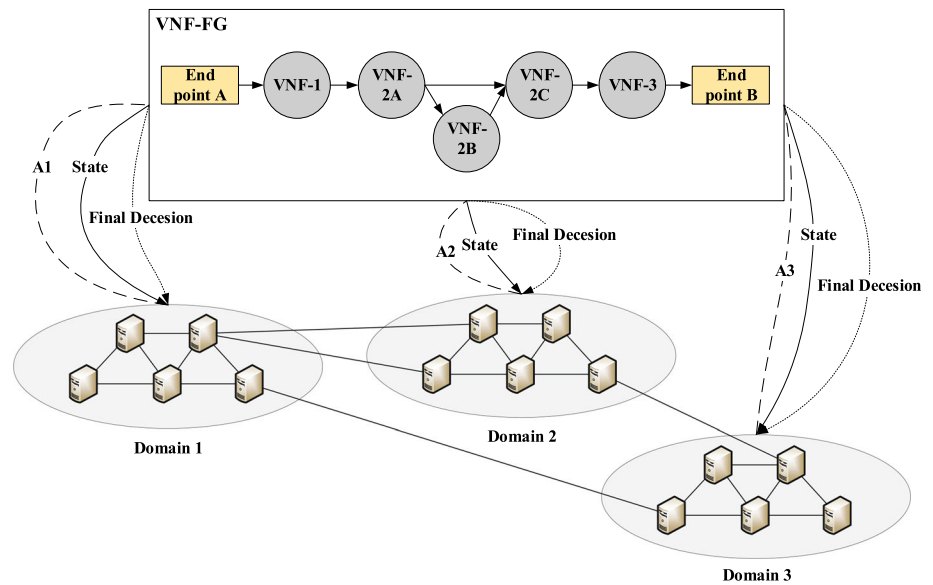 VNF-FG
End
point A
VNF-1
VNF-
2A
VNF-
2B
VNF-
2C
VNF-3
End
point B
A1
State
Final Decesion
A2
State
Final Decesion
State
A3
Final Decesion
Domain 1
Domain 2
Domain 3